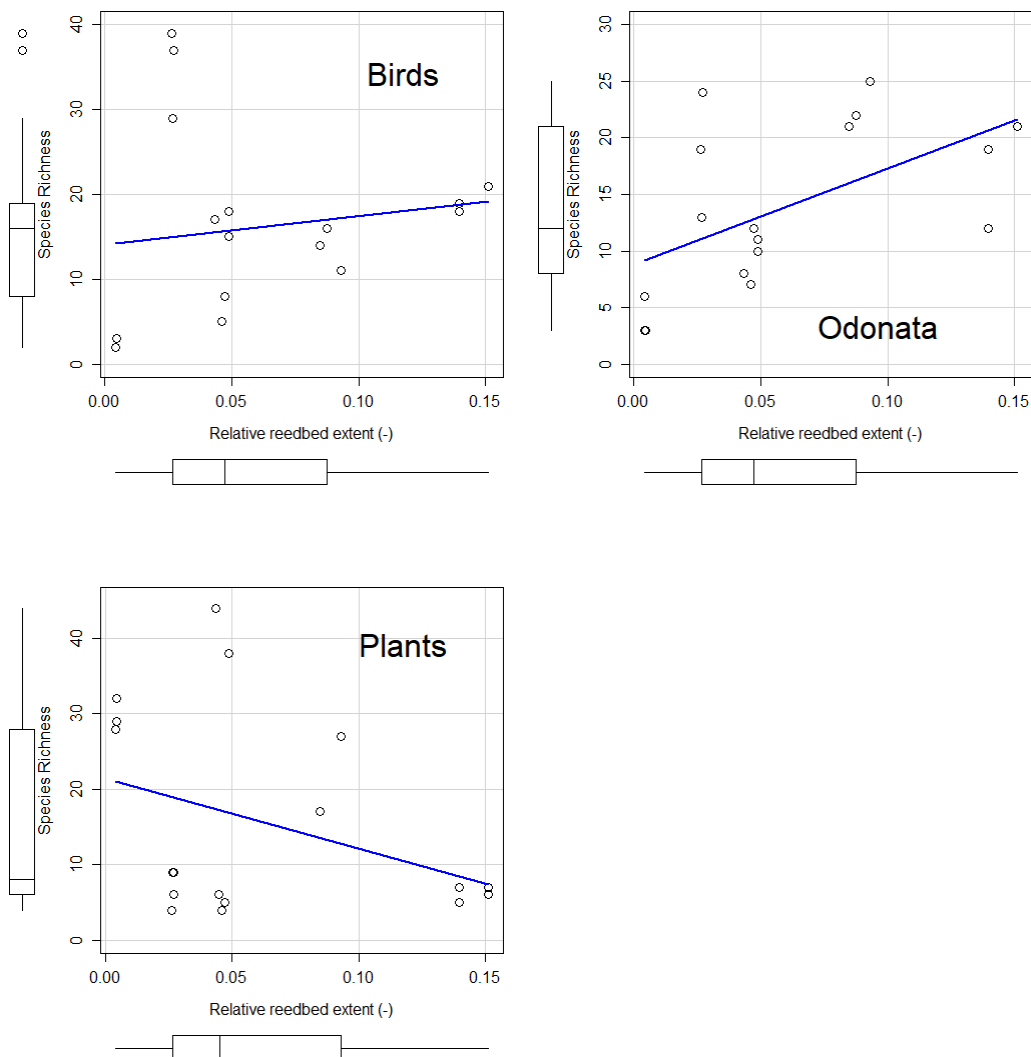 Birds
Species Richness
0 10 20 30 40
0.00 0.05 0.10 0.15
Relative reedbed extent (-)
Odonata
Species Richness
0 5 10 15 20 25 30
0.00 0.05 0.10 0.15
Relative reedbed extent (-)
Plants
Species Richness
0 10 20 30 40
0.00 0.05 0.10 0.15
Relative reedbed extent (-)